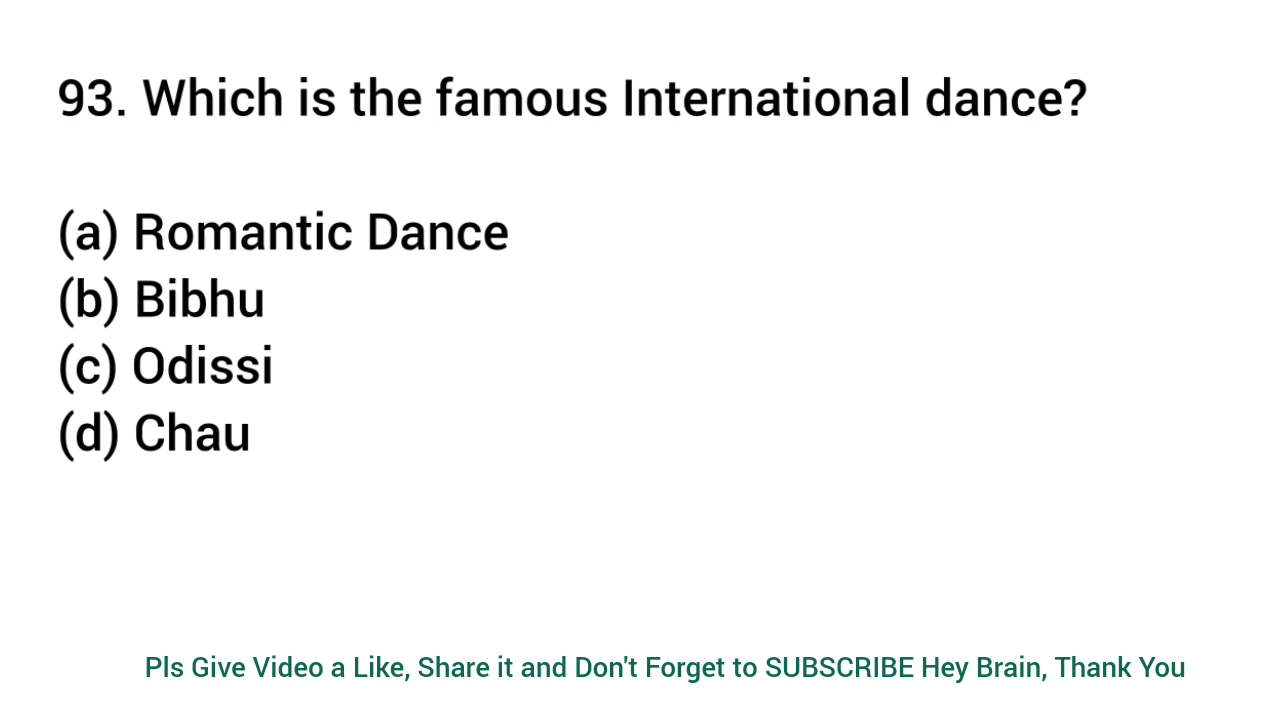 93. Which is the famous International dance?
(a) Romantic Dance
(b) Bibhu
(c) Odissi
(d) Chau
Pls Give Video a Like, Share it and Don't Forget to SUBSCRIBE Hey Brain, Thank You